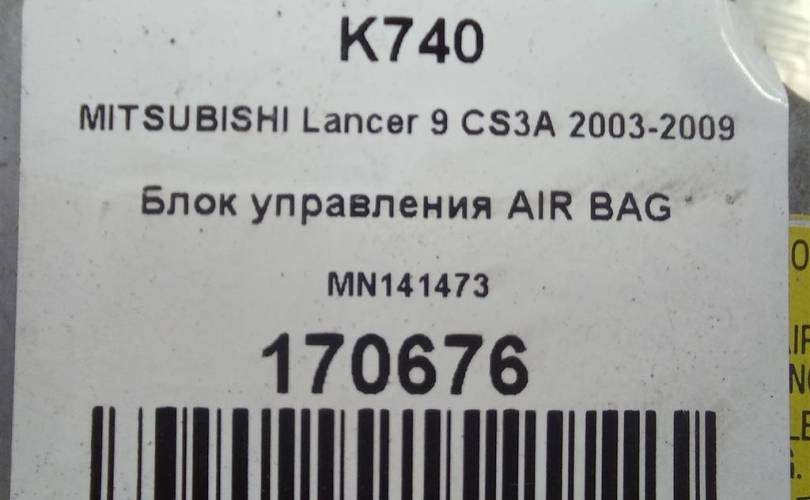 K740
MITSUBISHI Lancer 9 CS3A 2003-2009
Блок управления AIR BAG
MN141473
170676